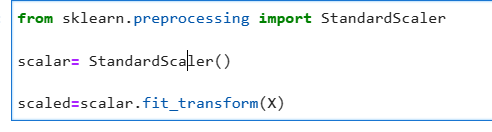 from sklearn.preprocessing import StandardScaler
scalar= StandardScaler()
scaled=scalar.fit_transform(X)